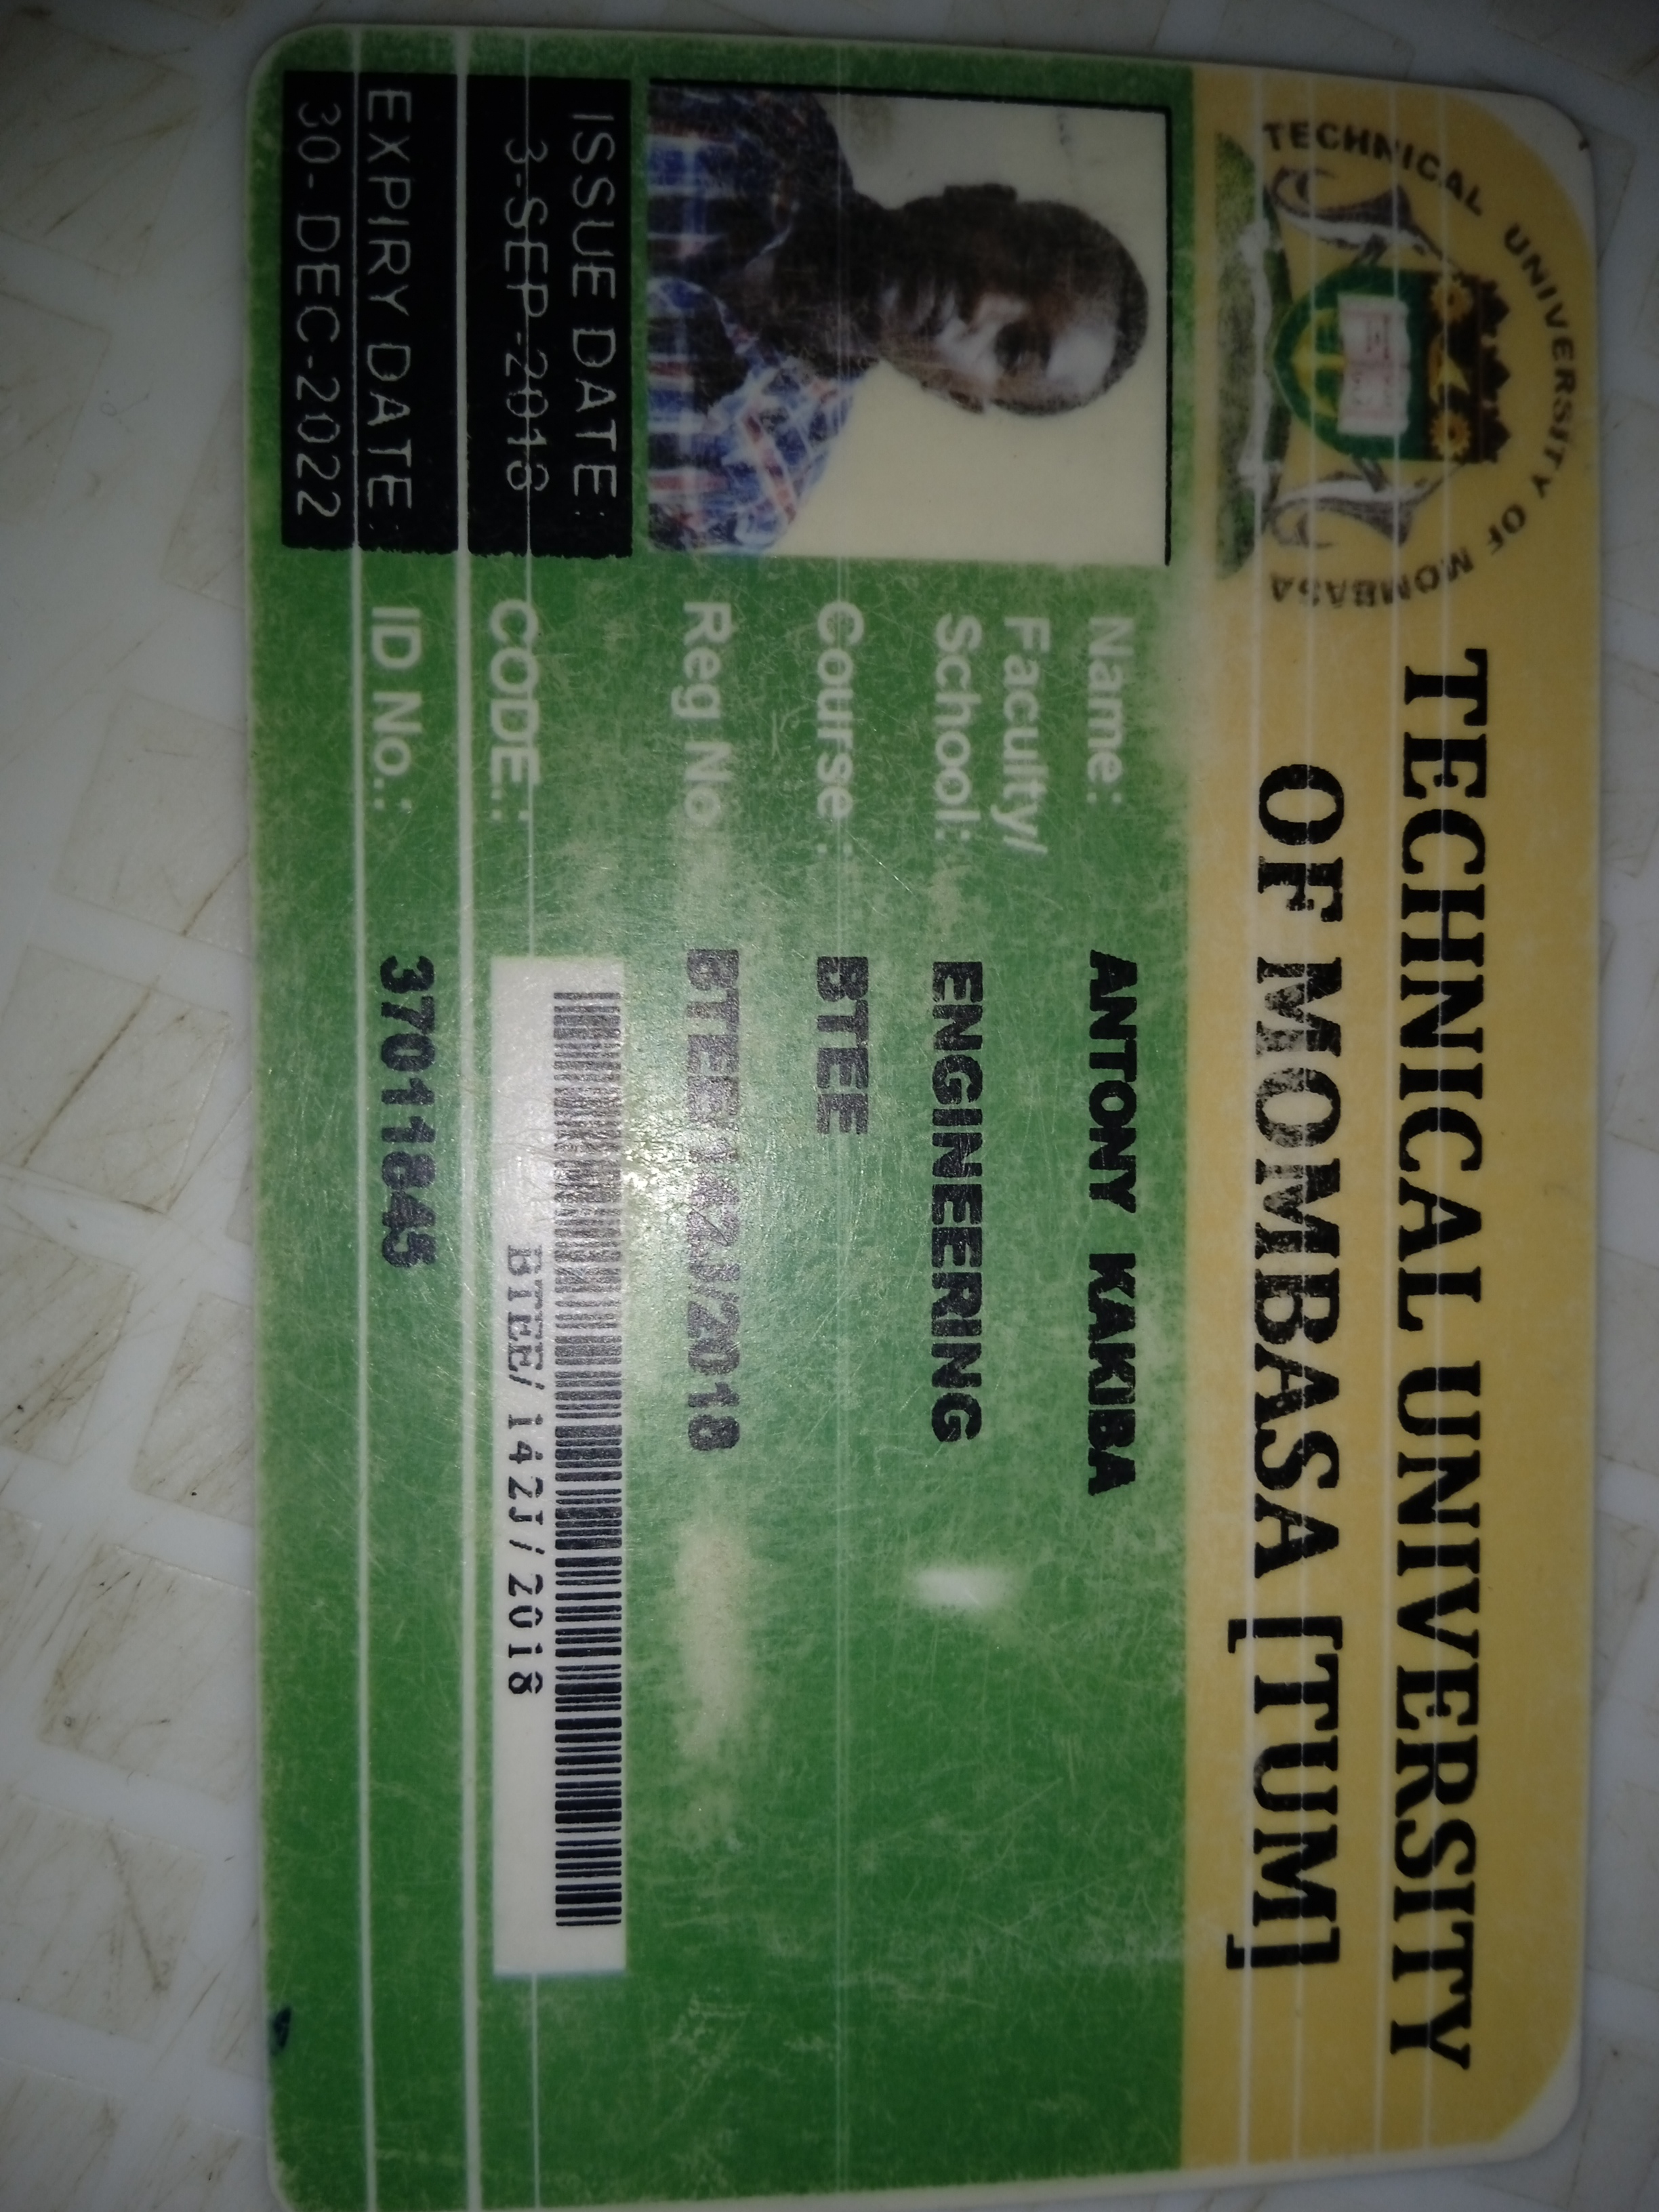 TECHNICAL UNIVERSITY OF MOMBASA
TECHNICAL UNIVERSITY
OF MOMBASA [TUM]
Name: ANTONY KAKIBA
Faculty/
School: ENGINEERING
Course: BTEE
Reg No BTEE/142J/2018
CODE.: BTEE/142J/2018
ID No.: 37011845
ISSUE DATE:
3-SEP-2018
EXPIRY DATE:
30-DEC-2022